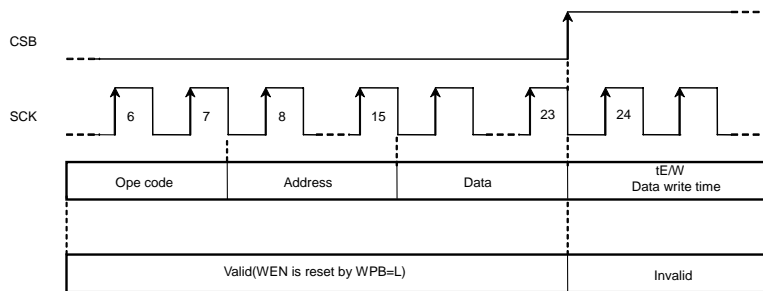 CSB
SCK
6 7 8 15 23 24
Ope code Address Data tE/W
Data write time
Valid(WEN is reset by WPB=L) Invalid